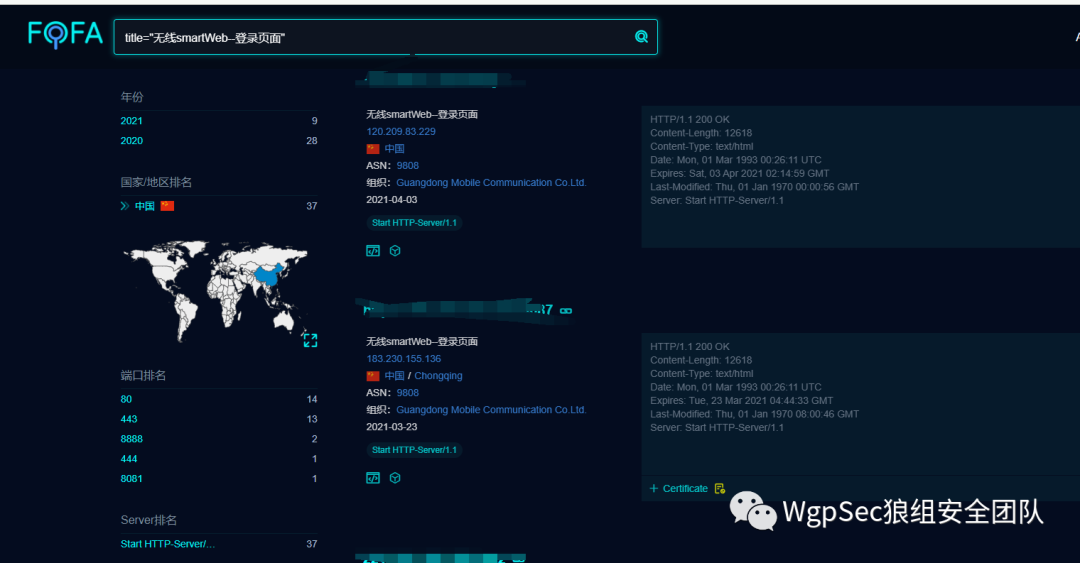 FOFA
title="无线smartWeb--登录页面"
A
年份
2021 9
2020 28
国家/地区排名
中国 37
端口排名
80 14
443 13
8888 2
444 1
8081 1
Server排名
Start HTTP-Server/... 37
无线smartWeb--登录页面
120.209.83.229
中国
ASN: 9808
组织: Guangdong Mobile Communication Co.Ltd.
2021-04-03
Start HTTP-Server/1.1
HTTP/1.1 200 OK
Content-Length: 12618
Content-Type: text/html
Date: Mon, 01 Mar 1993 00:26:11 UTC
Expires: Sat, 03 Apr 2021 02:14:59 GMT
Last-Modified: Thu, 01 Jan 1970 00:00:56 GMT
Server: Start HTTP-Server/1.1
37
无线smartWeb--登录页面
183.230.155.136
中国 / Chongqing
ASN: 9808
组织: Guangdong Mobile Communication Co.Ltd.
2021-03-23
Start HTTP-Server/1.1
HTTP/1.1 200 OK
Content-Length: 12618
Content-Type: text/html
Date: Mon, 01 Mar 1993 00:26:11 UTC
Expires: Tue, 23 Mar 2021 04:44:33 GMT
Last-Modified: Thu, 01 Jan 1970 08:00:46 GMT
Server: Start HTTP-Server/1.1
+ Certificate
WgpSec狼组安全团队